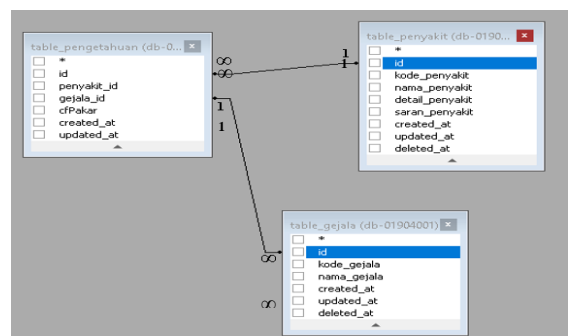 table_pengetahuan (db-0...
*
id
penyakit_id
gejala_id
cfPakar
created_at
updated_at
∞
∞
1
1
1
1
table_penyakit (db-0190...
*
id
kode_penyakit
nama_penyakit
detail_penyakit
saran_penyakit
created_at
updated_at
deleted_at
table_gejala (db-01904001)
*
id
kode_gejala
nama_gejala
created_at
updated_at
deleted_at
∞
∞